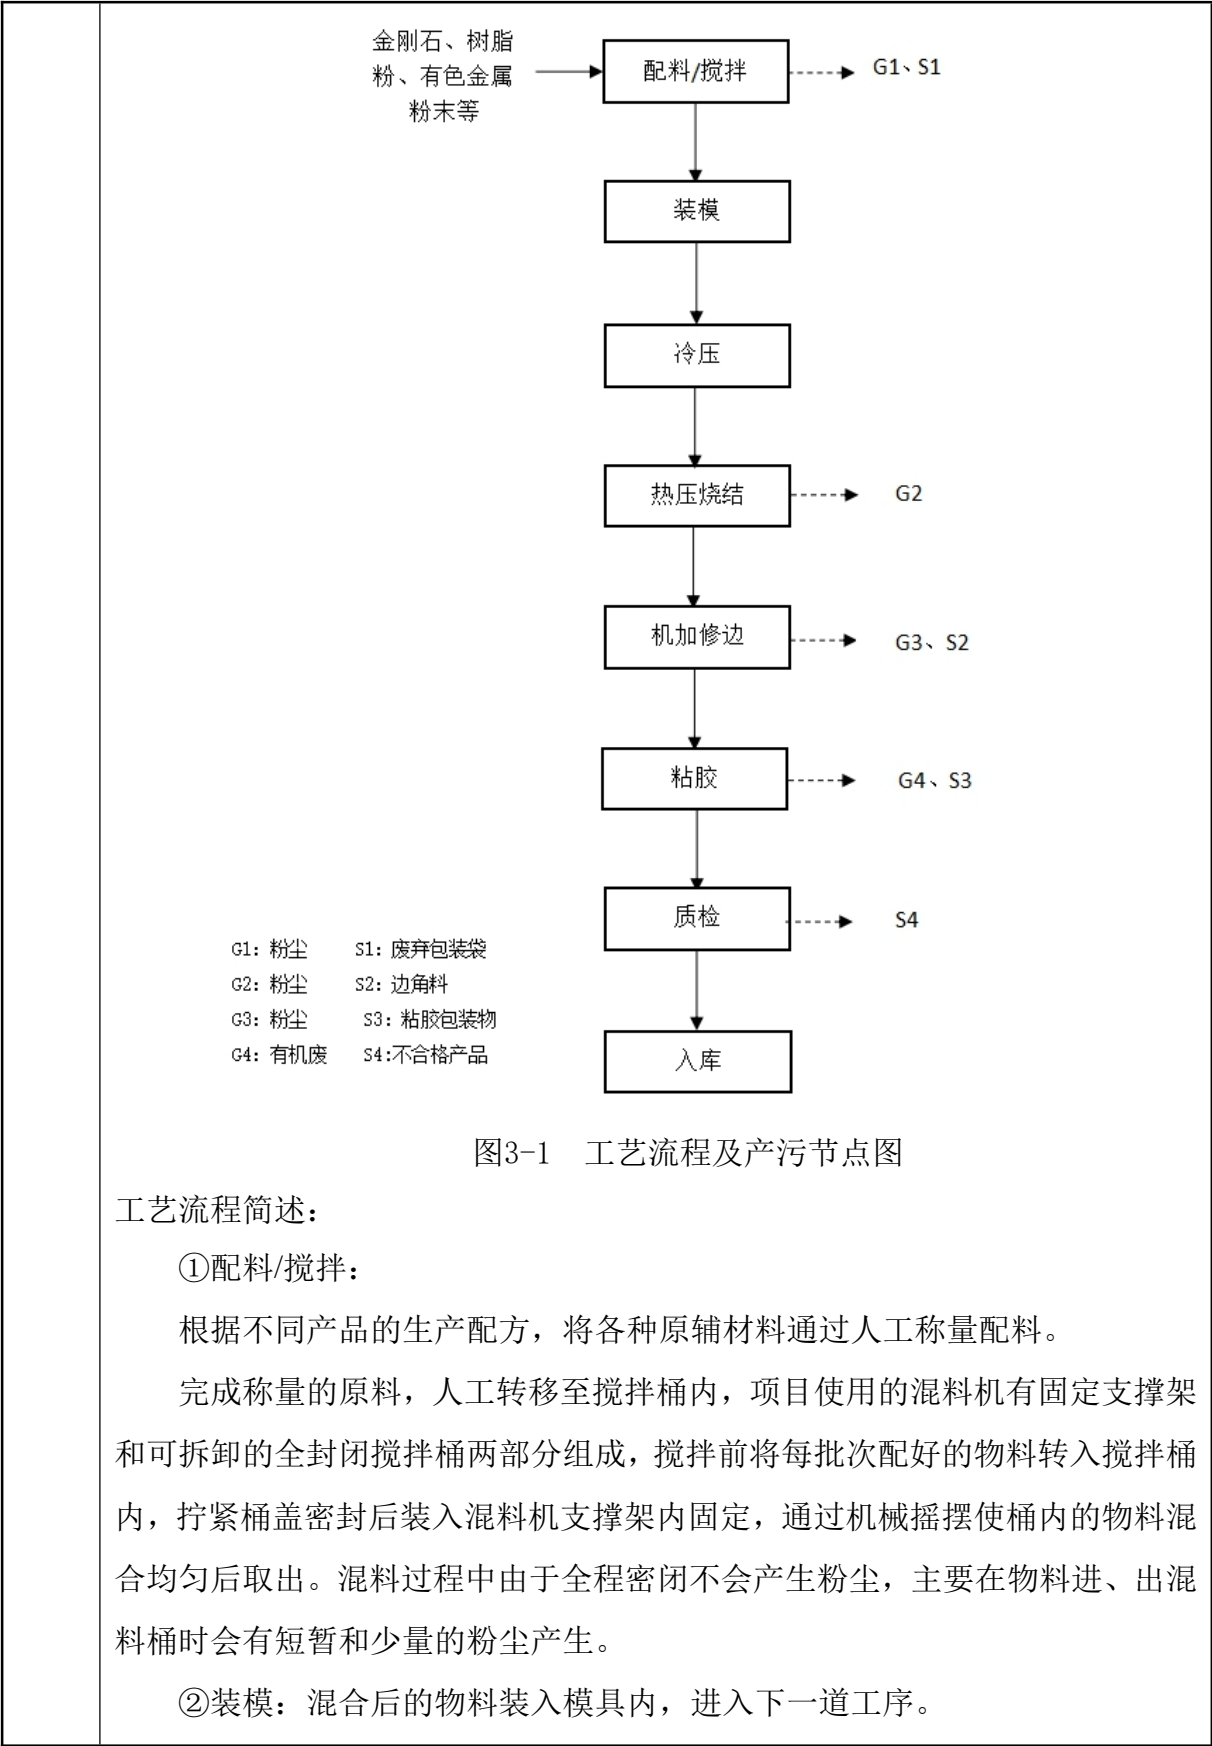 金刚石、树脂
粉、有色金属
粉末等
配料/搅拌
G1、S1
装模
冷压
热压烧结
G2
机加修边
G3、S2
粘胶
G4、S3
质检
S4
入库
G1: 粉尘 S1: 废弃包装袋
G2: 粉尘 S2: 边角料
G3: 粉尘 S3: 粘胶包装物
G4: 有机废 S4:不合格产品
图3-1 工艺流程及产污节点图
工艺流程简述：
①配料/搅拌：
根据不同产品的生产配方，将各种原辅材料通过人工称量配料。
完成称量的原料，人工转移至搅拌桶内，项目使用的混料机有固定支撑架
和可拆卸的全封闭搅拌桶两部分组成，搅拌前将每批次配好的物料转入搅拌桶
内，拧紧桶盖密封后装入混料机支撑架内固定，通过机械摇摆使桶内的物料混
合均匀后取出。混料过程中由于全程密闭不会产生粉尘，主要在物料进、出混
料桶时会有短暂和少量的粉尘产生。
②装模：混合后的物料装入模具内，进入下一道工序。